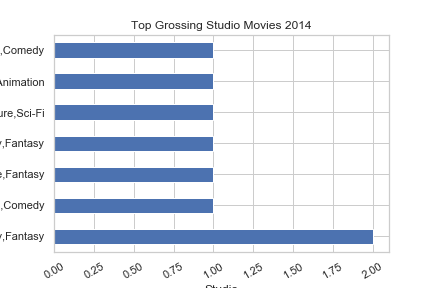 Top Grossing Studio Movies 2014
,Comedy
Animation
ure,Sci-Fi
y,Fantasy
e,Fantasy
,Comedy
y,Fantasy
0.00 0.25 0.50 0.75 1.00 1.25 1.50 1.75 2.00
Studio